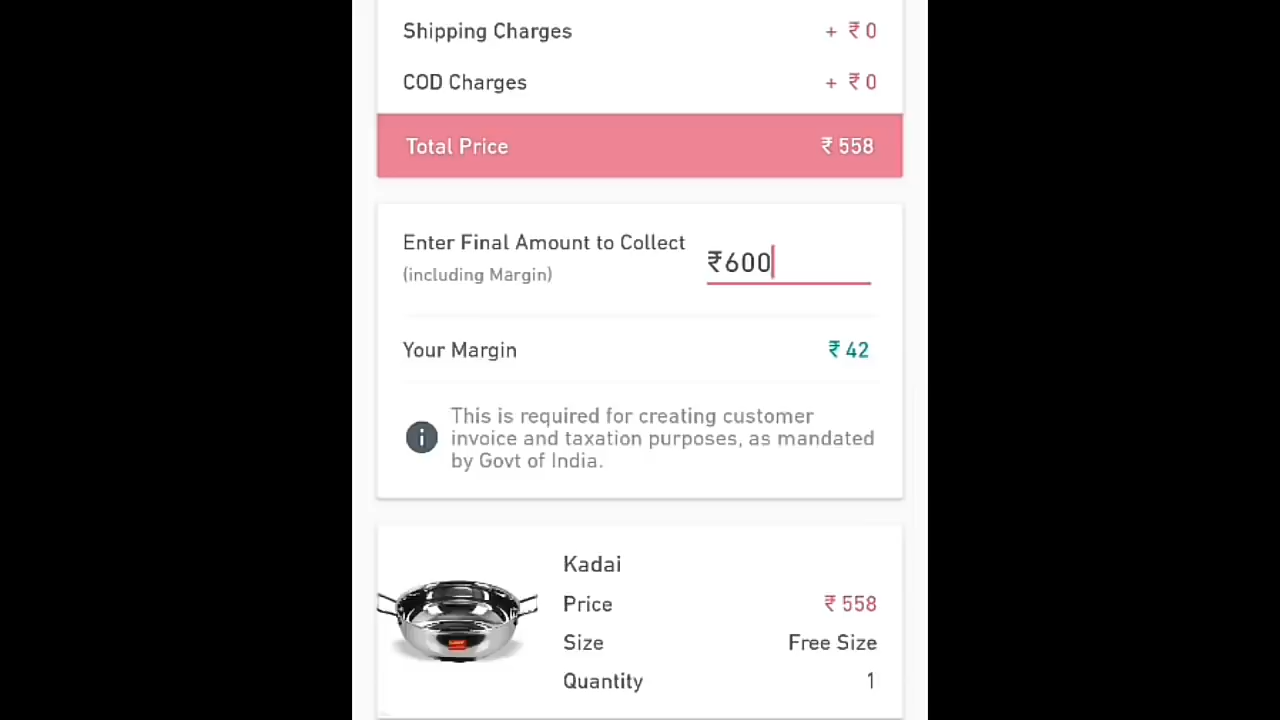 Shipping Charges + ₹ 0
COD Charges + ₹ 0
Total Price ₹ 558
Enter Final Amount to Collect
(including Margin)
₹600
Your Margin ₹ 42
This is required for creating customer
invoice and taxation purposes, as mandated
by Govt of India.
Kadai
Price ₹ 558
Size Free Size
Quantity 1